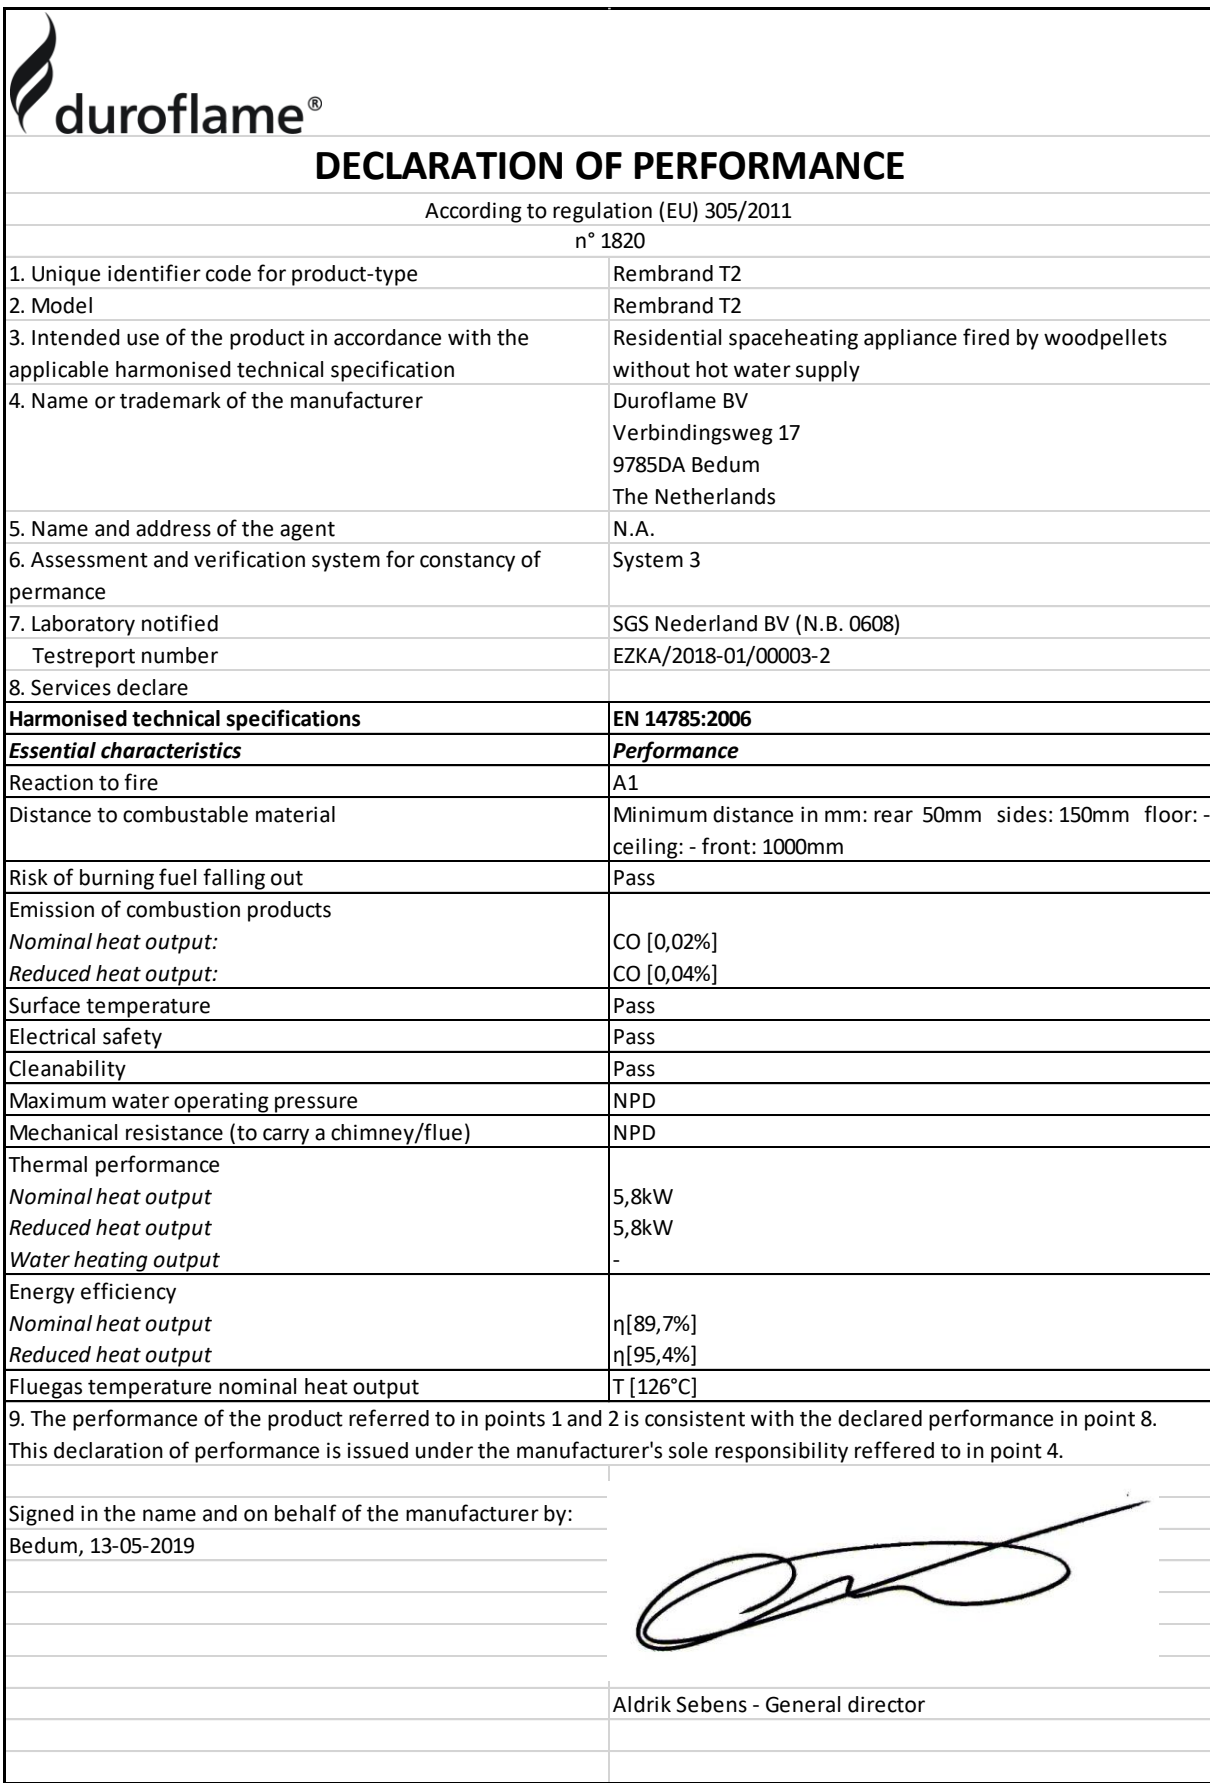 duroflame®
DECLARATION OF PERFORMANCE
According to regulation (EU) 305/2011
n° 1820
1. Unique identifier code for product-type Rembrand T2
2. Model Rembrand T2
3. Intended use of the product in accordance with the Residential spaceheating appliance fired by woodpellets
applicable harmonised technical specification without hot water supply
4. Name or trademark of the manufacturer Duroflame BV
Verbindingsweg 17
9785DA Bedum
The Netherlands
5. Name and address of the agent N.A.
6. Assessment and verification system for constancy of System 3
permance
7. Laboratory notified SGS Nederland BV (N.B. 0608)
Testreport number EZKA/2018-01/00003-2
8. Services declare
Harmonised technical specifications EN 14785:2006
Essential characteristics Performance
Reaction to fire A1
Distance to combustable material Minimum distance in mm: rear 50mm sides: 150mm floor: -
ceiling: - front: 1000mm
Risk of burning fuel falling out Pass
Emission of combustion products
Nominal heat output: CO [0,02%]
Reduced heat output: CO [0,04%]
Surface temperature Pass
Electrical safety Pass
Cleanability Pass
Maximum water operating pressure NPD
Mechanical resistance (to carry a chimney/flue) NPD
Thermal performance
Nominal heat output 5,8kW
Reduced heat output 5,8kW
Water heating output -
Energy efficiency
Nominal heat output η[89,7%]
Reduced heat output η[95,4%]
Fluegas temperature nominal heat output T [126°C]
9. The performance of the product referred to in points 1 and 2 is consistent with the declared performance in point 8.
This declaration of performance is issued under the manufacturer's sole responsibility reffered to in point 4.
Signed in the name and on behalf of the manufacturer by:
Bedum, 13-05-2019
Aldrik Sebens - General director